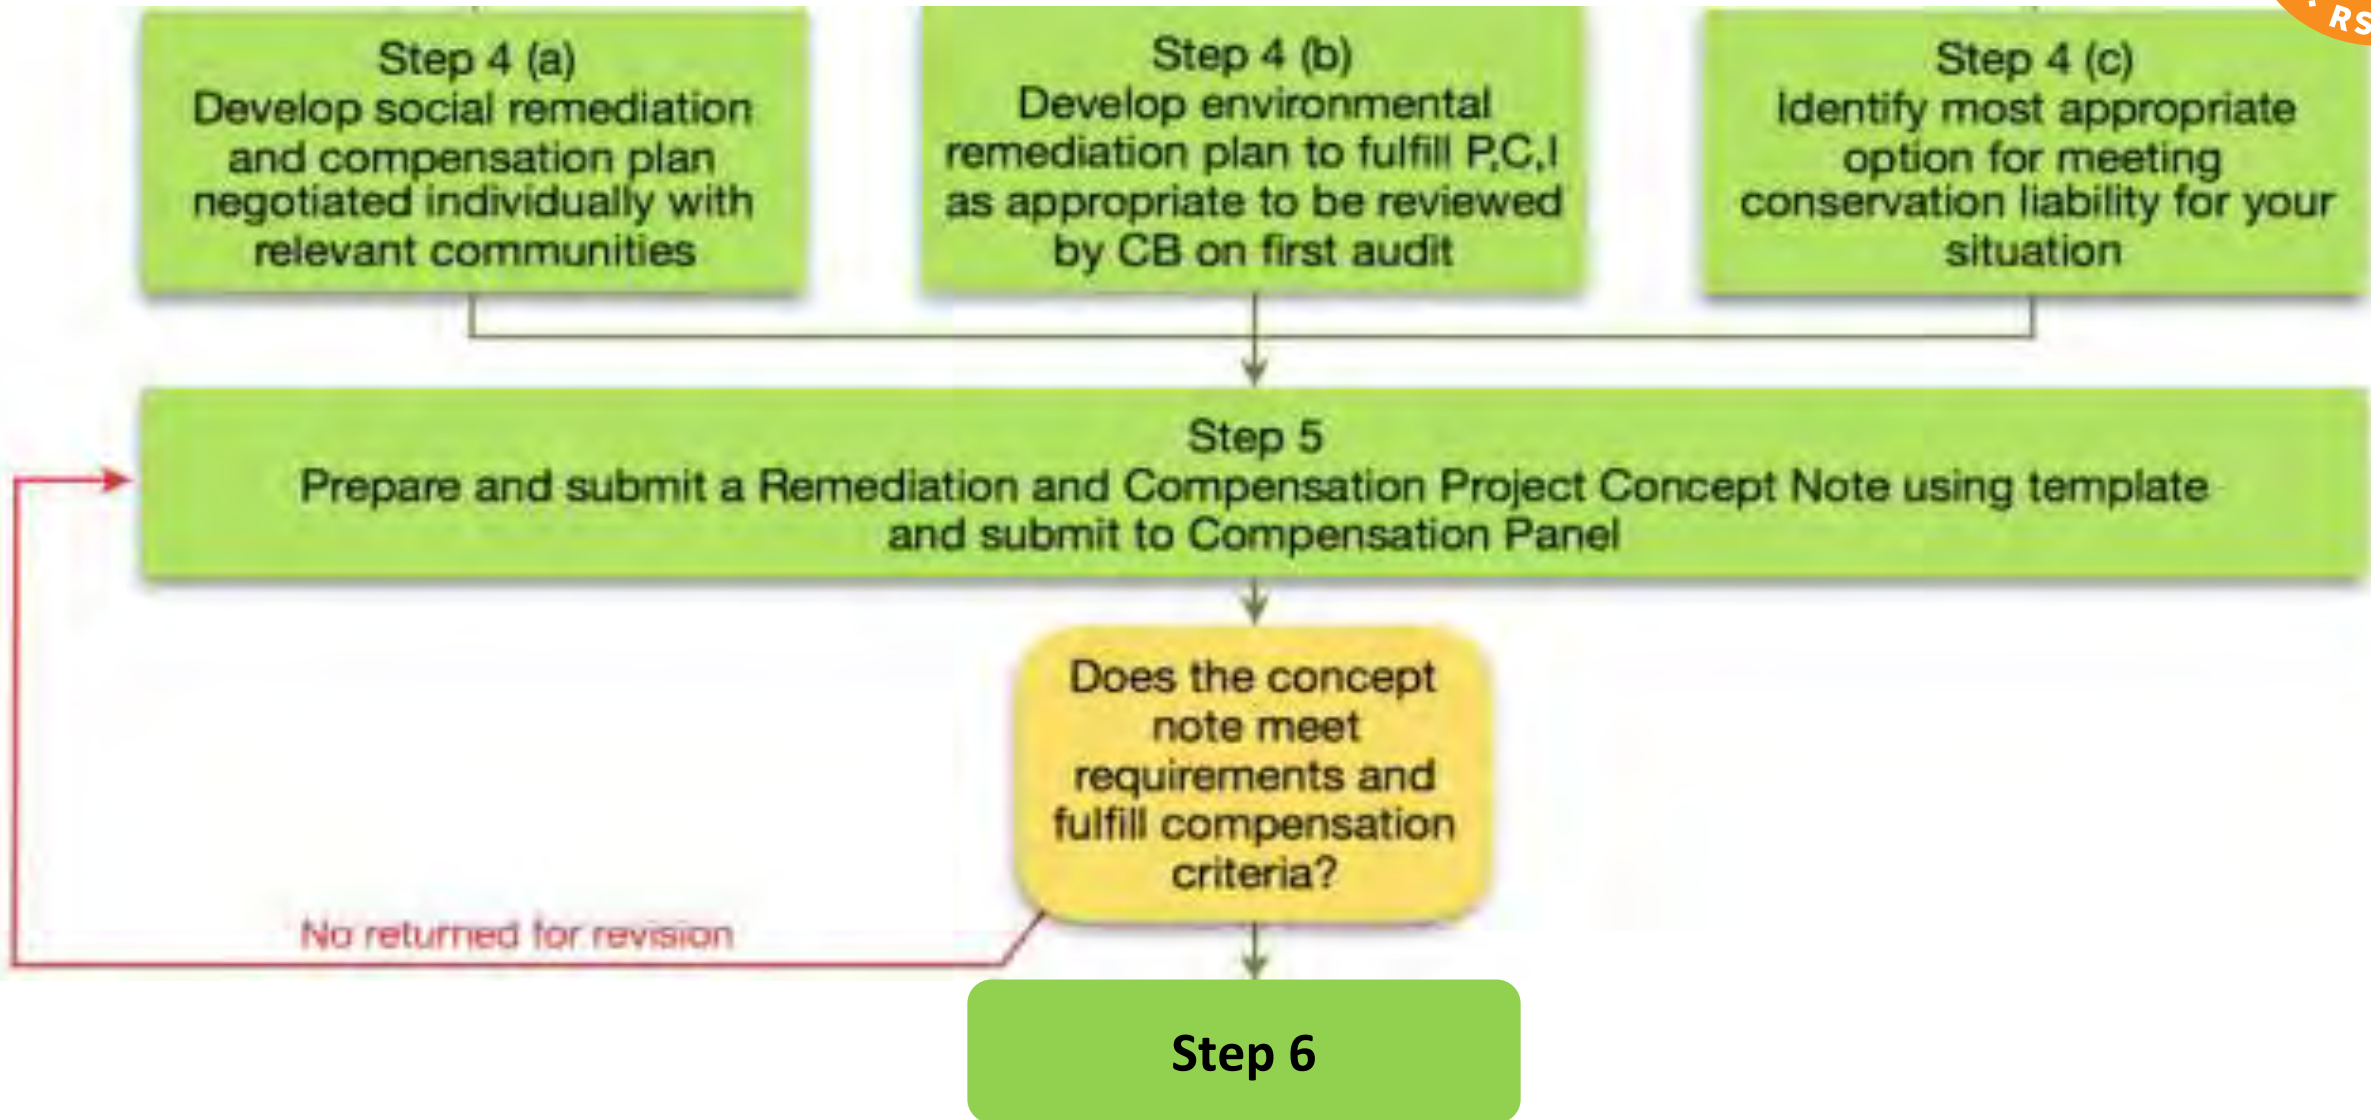 RS
Step 4 (a)
Develop social remediation
and compensation plan
negotiated individually with
relevant communities
Step 4 (b)
Develop environmental
remediation plan to fulfill P,C,I
as appropriate to be reviewed
by CB on first audit
Step 4 (c)
Identify most appropriate
option for meeting
conservation liability for your
situation
Step 5
Prepare and submit a Remediation and Compensation Project Concept Note using template
and submit to Compensation Panel
Does the concept
note meet
requirements and
fulfill compensation
criteria?
No returned for revision
Step 6